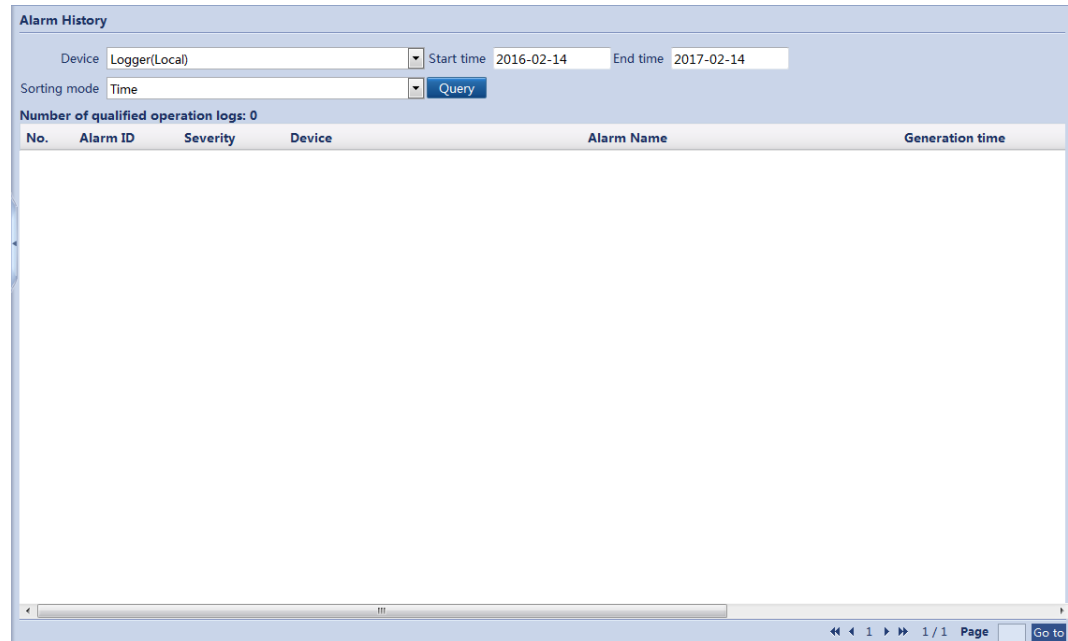 Alarm History
Device Logger(Local) Start time 2016-02-14 End time 2017-02-14
Sorting mode Time Query
Number of qualified operation logs: 0
No. Alarm ID Severity Device Alarm Name Generation time
1 1/1 Page Go to